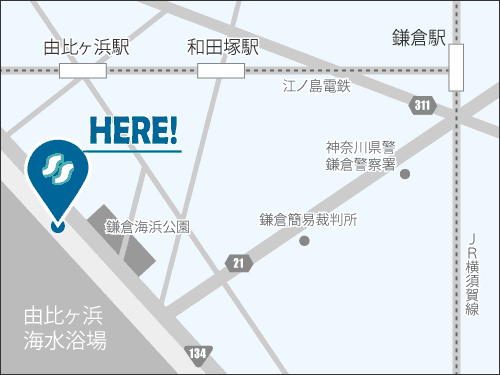 鎌倉駅
由比ヶ浜駅
和田塚駅
江ノ島電鉄
311
HERE!
神奈川県警
鎌倉警察署
鎌倉海浜公園
鎌倉簡易裁判所
JR横須賀線
21
由比ヶ浜
海水浴場
134